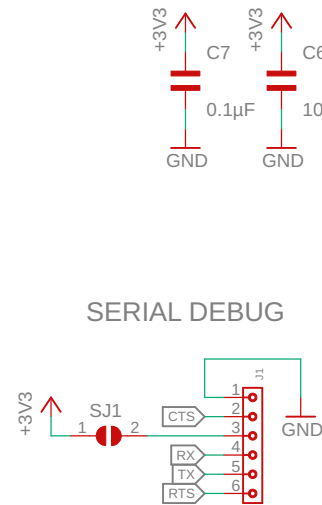 +3V3
+3V3
C7
C6
0.1µF
10
GND
GND
SERIAL DEBUG
J1
+3V3
SJ1
1
2
1
CTS
2
3
GND
RX
4
TX
5
RTS
6